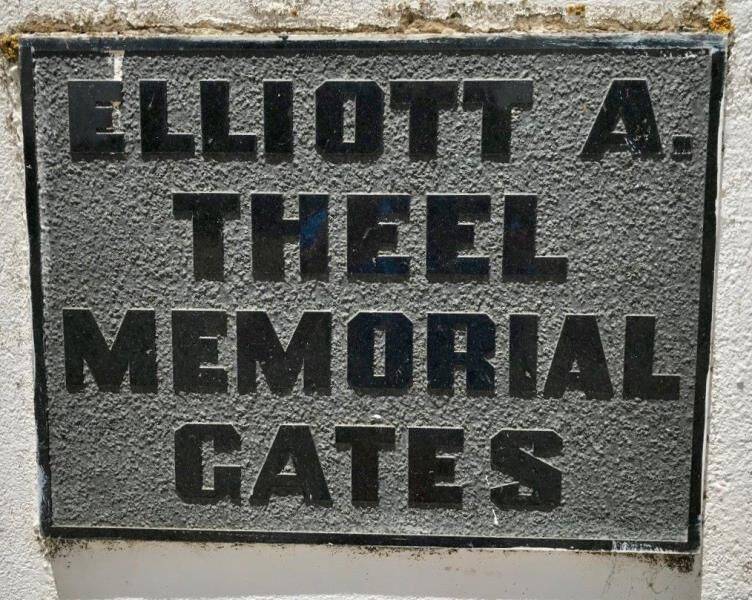 ELLIOTT A.
THEEL
MEMORIAL
GATES